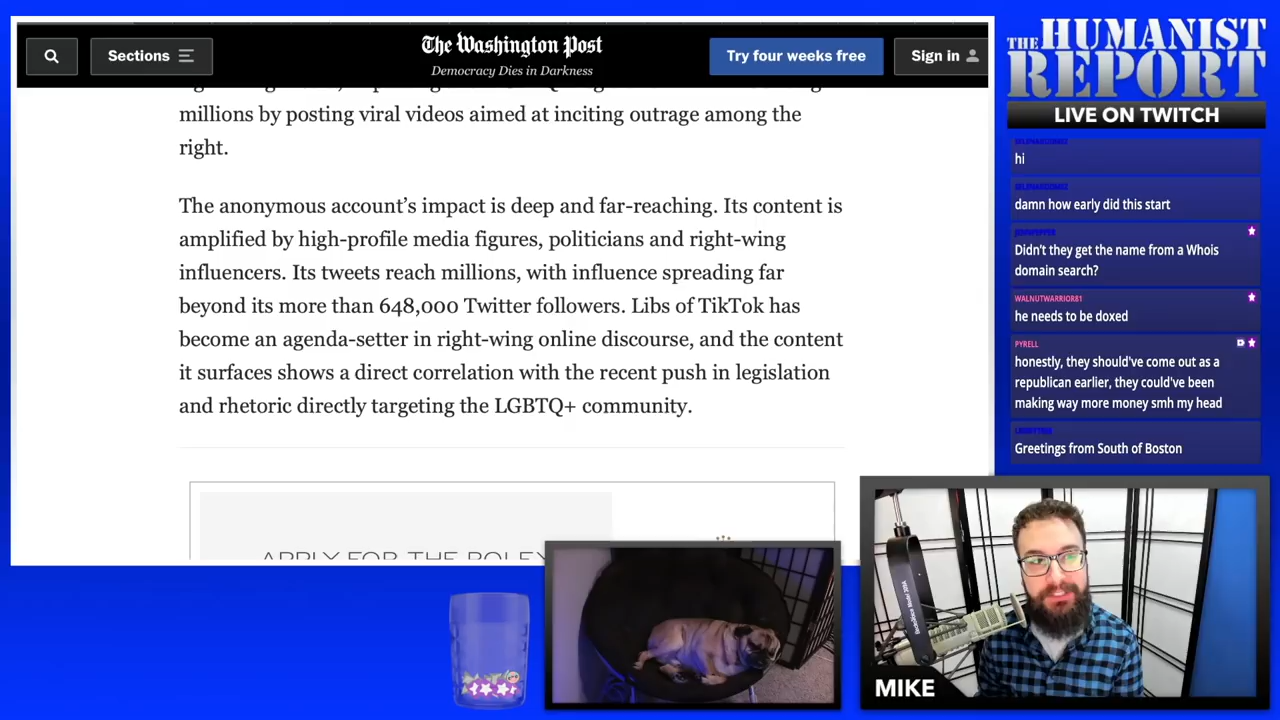 Sections
The Washington Post
Democracy Dies in Darkness
Try four weeks free
Sign in
millions by posting viral videos aimed at inciting outrage among the
right.
The anonymous account’s impact is deep and far-reaching. Its content is
amplified by high-profile media figures, politicians and right-wing
influencers. Its tweets reach millions, with influence spreading far
beyond its more than 648,000 Twitter followers. Libs of TikTok has
become an agenda-setter in right-wing online discourse, and the content
it surfaces shows a direct correlation with the recent push in legislation
and rhetoric directly targeting the LGBTQ+ community.
APPLY FOR THE ROLEX
THE HUMANIST
REPORT
LIVE ON TWITCH
hi
damn how early did this start
Didn’t they get the name from a Whois
domain search?
WALNUTWARRIOR81
he needs to be doxed
PYRELL
honestly, they should've come out as a
republican earlier, they could've been
making way more money smh my head
Greetings from South of Boston
MIKE